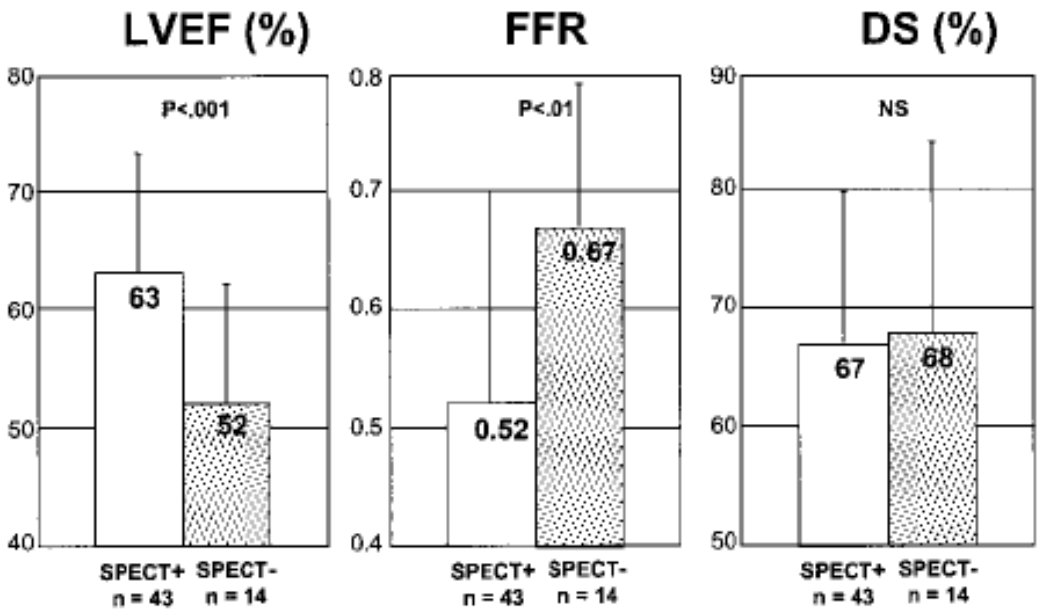 LVEF (%)
80
70
60
50
40
P<.001
63
52
SPECT+ SPECT-
n = 43 n = 14
FFR
0.8
0.7
0.6
0.5
0.4
P<.01
0.52
0.67
SPECT+ SPECT-
n = 43 n = 14
DS (%)
90
80
70
60
50
NS
67
68
SPECT+ SPECT-
n = 43 n = 14